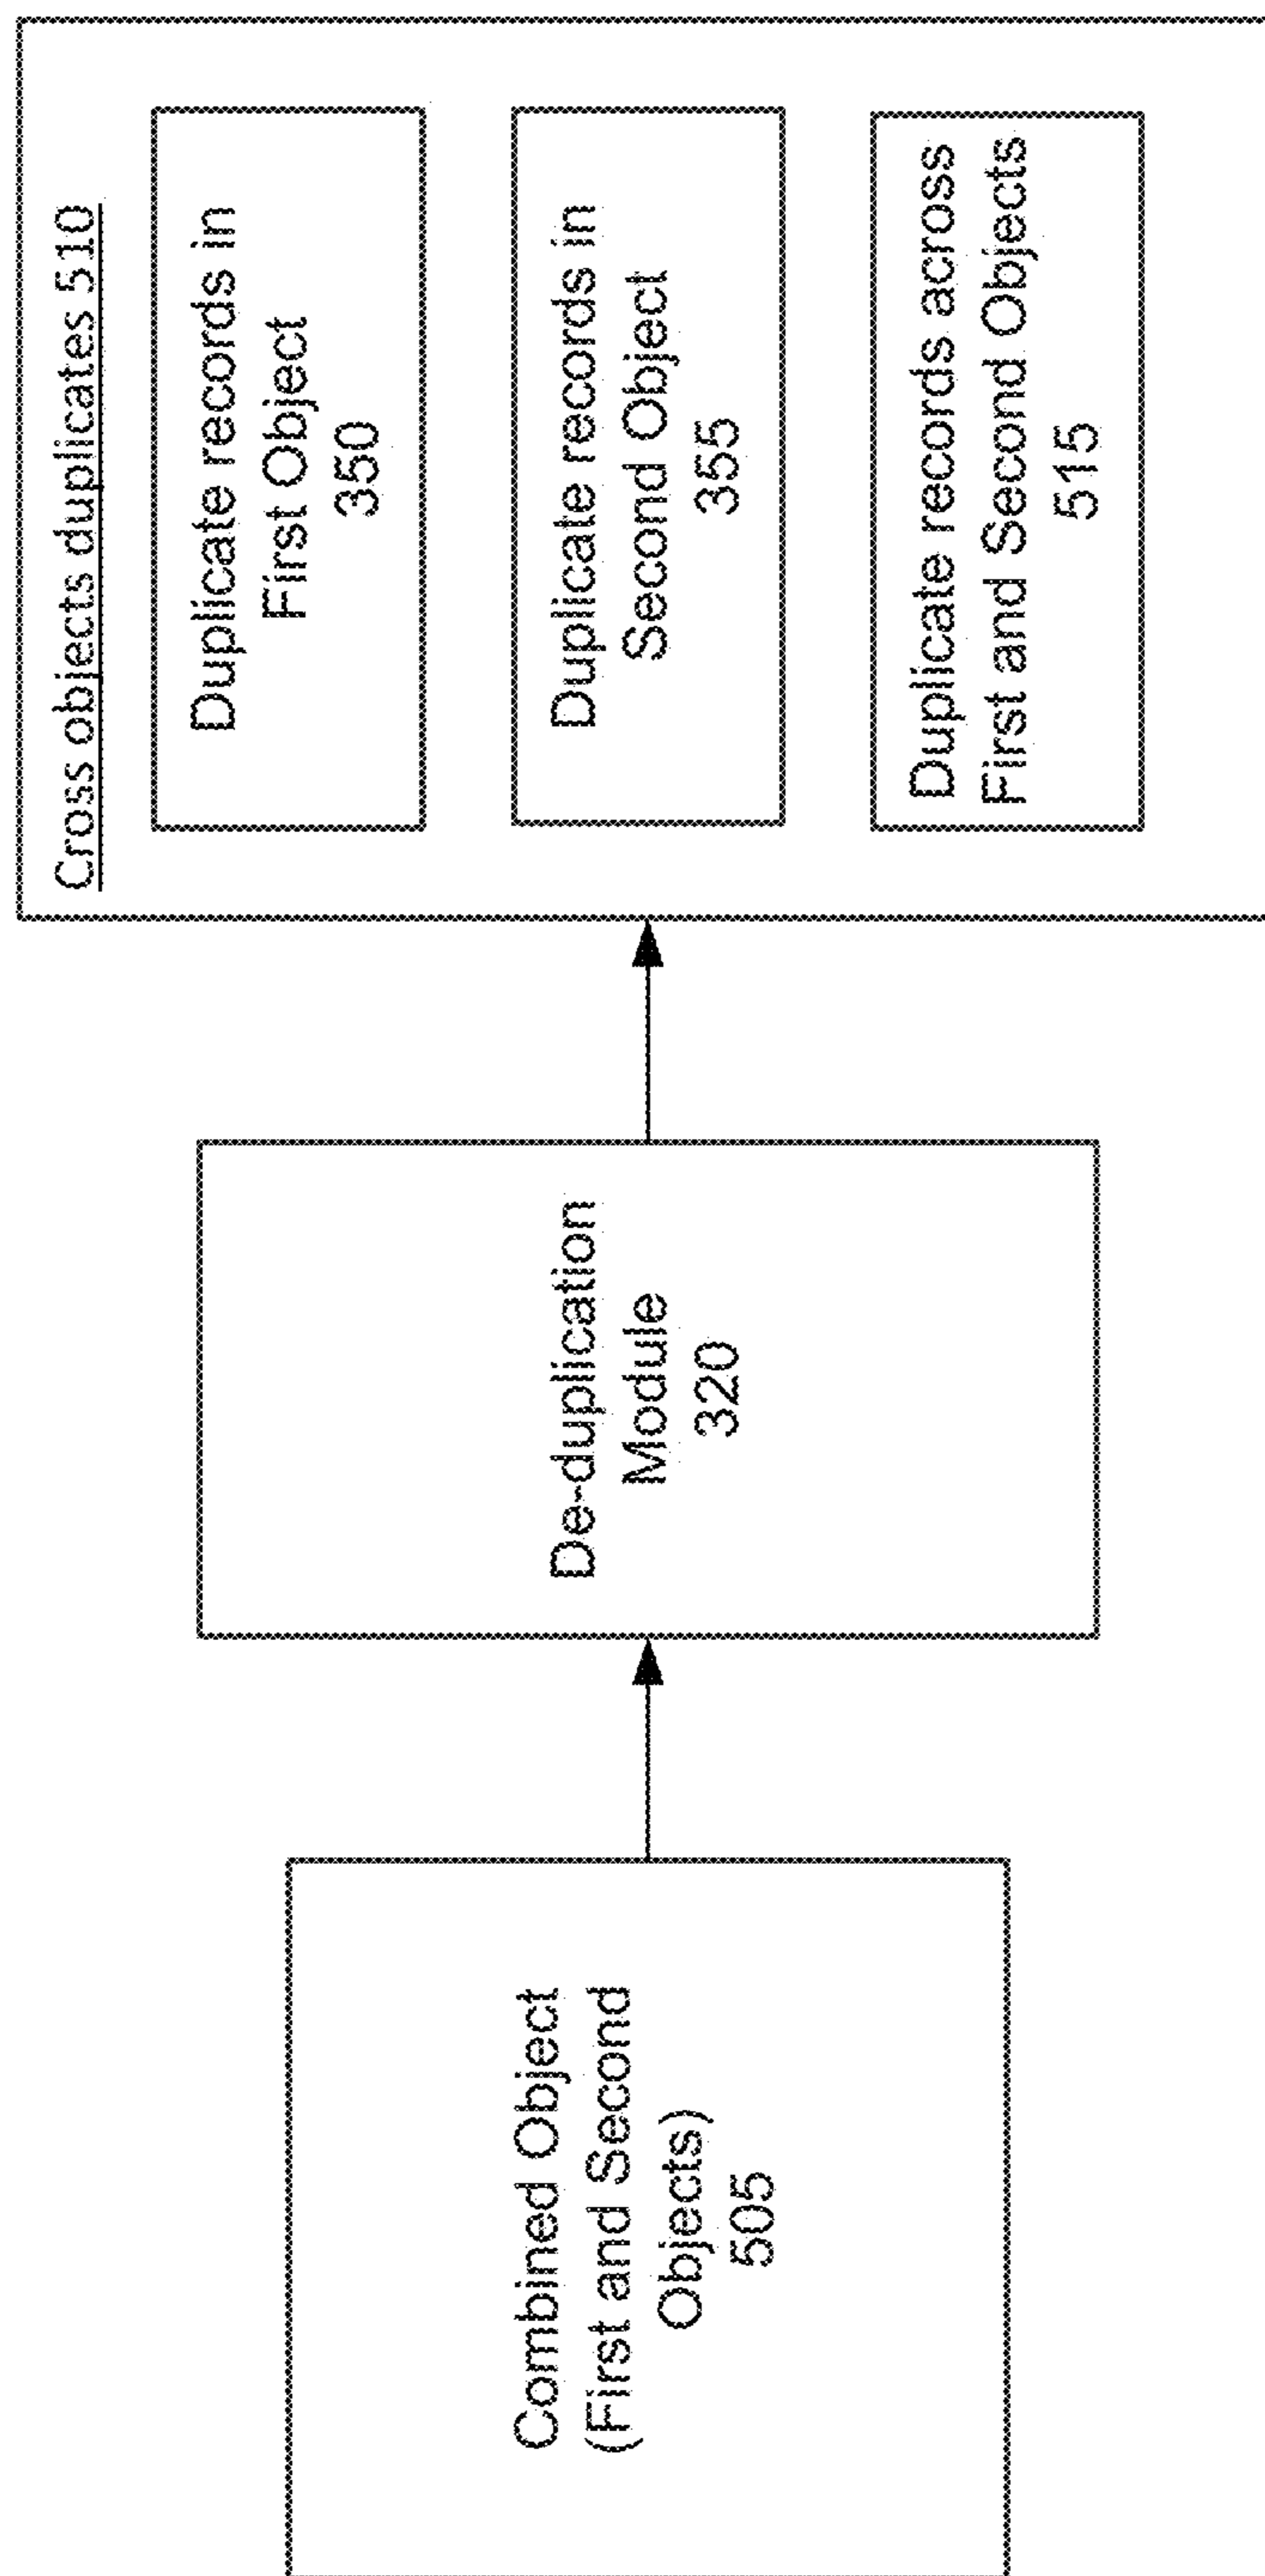 Combined Object
(First and Second
Objects)
505
De-duplication
Module
320
Cross objects duplicates 510
Duplicate records in
First Object
350
Duplicate records in
Second Object
355
Duplicate records across
First and Second Objects
515